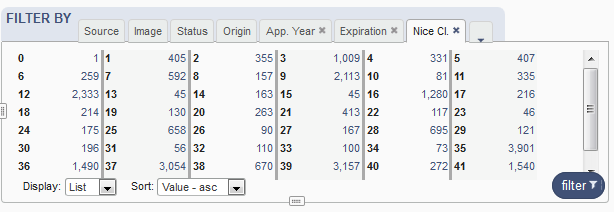 FILTER BY
Source Image Status Origin App. Year ✖ Expiration ✖ Nice Cl. ✖
0 1 1 405 2 355 3 1,009 4 331 5 407
6 259 7 592 8 157 9 2,113 10 81 11 335
12 2,333 13 45 14 163 15 45 16 1,280 17 216
18 214 19 130 20 263 21 413 22 117 23 46
24 175 25 658 26 90 27 167 28 695 29 121
30 196 31 56 32 110 33 100 34 73 35 3,901
36 1,490 37 3,054 38 670 39 3,157 40 272 41 1,540
Display: List Sort: Value - asc filter